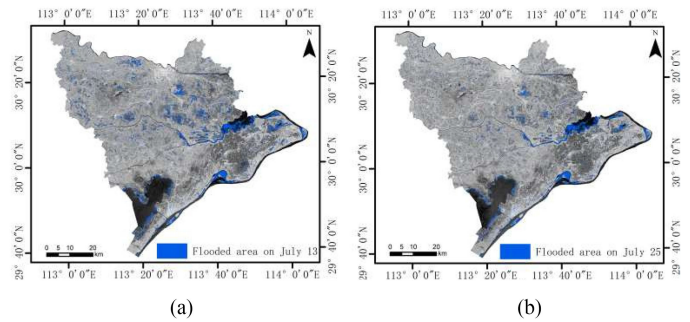 113° 0′0″E 113° 20′0″E 113° 40′0″E 114° 0′0″E
N
30° 20′0″N
30° 0′0″N
29° 40′0″N
30° 20′0″N
30° 0′0″N
29° 40′0″N
0 5 10 20
km
Flooded area on July 13
113° 0′0″E 113° 20′0″E 113° 40′0″E 114° 0′0″E
(a)
113° 0′0″E 113° 20′0″E 113° 40′0″E 114° 0′0″E
N
30° 20′0″N
30° 0′0″N
29° 40′0″N
30° 20′0″N
30° 0′0″N
29° 40′0″N
0 5 10 20
km
Flooded area on July 25
113° 0′0″E 113° 20′0″E 113° 40′0″E 114° 0′0″E
(b)